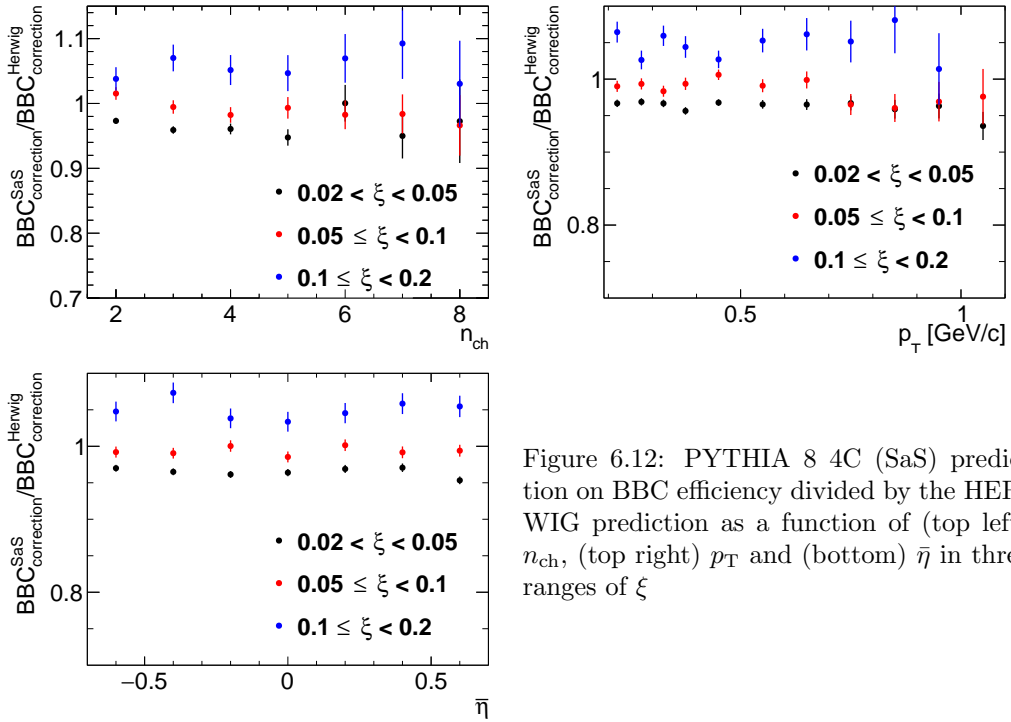 BBC^SaS_correction/BBC^Herwig_correction
1.1
1
0.9
0.8
0.7
0.02 < ξ < 0.05
0.05 ≤ ξ < 0.1
0.1 ≤ ξ < 0.2
2 4 6 8
n_ch
BBC^SaS_correction/BBC^Herwig_correction
1
0.8
0.02 < ξ < 0.05
0.05 ≤ ξ < 0.1
0.1 ≤ ξ < 0.2
0.5 1
p_T [GeV/c]
BBC^SaS_correction/BBC^Herwig_correction
1
0.8
0.02 < ξ < 0.05
0.05 ≤ ξ < 0.1
0.1 ≤ ξ < 0.2
−0.5 0 0.5
η̄
Figure 6.12: PYTHIA 8 4C (SaS) predic-
tion on BBC efficiency divided by the HER
WIG prediction as a function of (top left
n_ch, (top right) p_T and (bottom) η̄ in thre
ranges of ξ